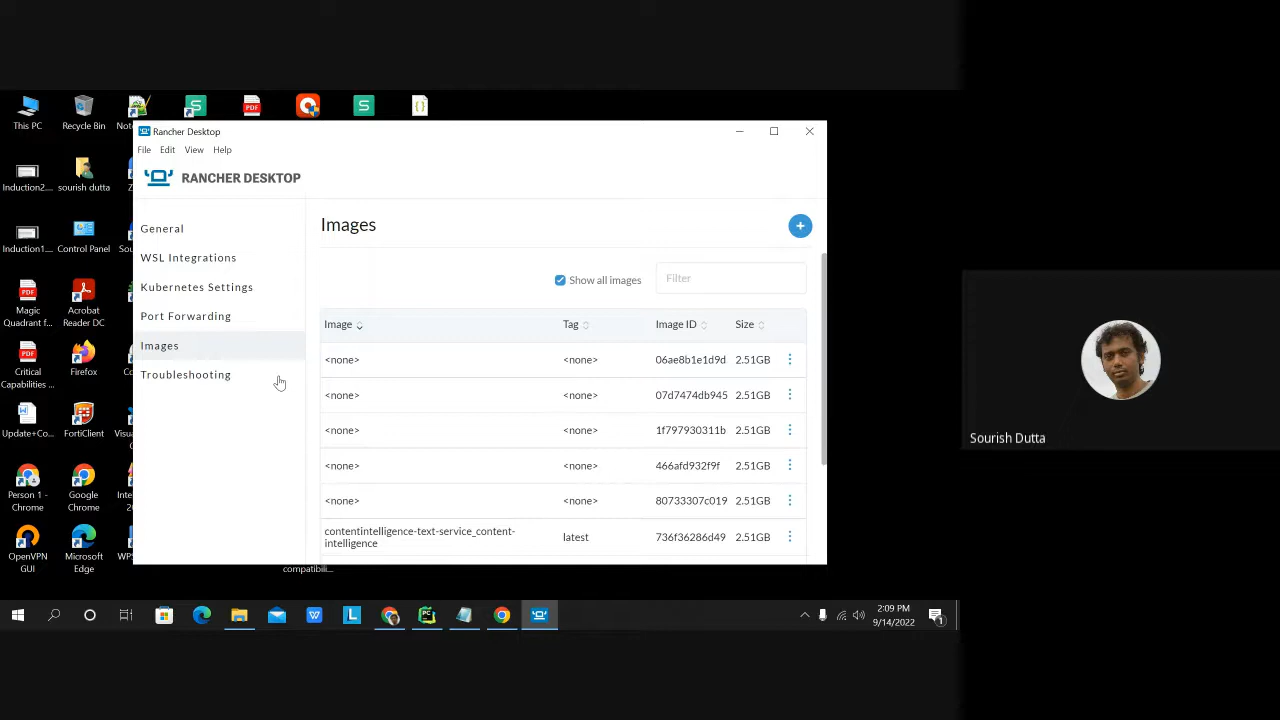 This PC
Recycle Bin
Induction2...
sourish dutta
Induction1...
Control Panel
Magic
Quadrant f...
Acrobat
Reader DC
Critical
Capabilities ...
Firefox
Update+Co...
FortiClient
Person 1 -
Chrome
Google
Chrome
OpenVPN
GUI
Microsoft
Edge
Rancher Desktop
File Edit View Help
RANCHER DESKTOP
General
WSL Integrations
Kubernetes Settings
Port Forwarding
Images
Troubleshooting
Images
+
Show all images
Filter
Image Tag Image ID Size
<none> <none> 06ae8b1e1d9d 2.51GB
<none> <none> 07d7474db945 2.51GB
<none> <none> 1f797930311b 2.51GB
<none> <none> 466afd932f9f 2.51GB
<none> <none> 80733307c019 2.51GB
contentintelligence-text-service_content-
intelligence latest 736f36286d49 2.51GB
compatibili...
2:09 PM
9/14/2022
Sourish Dutta